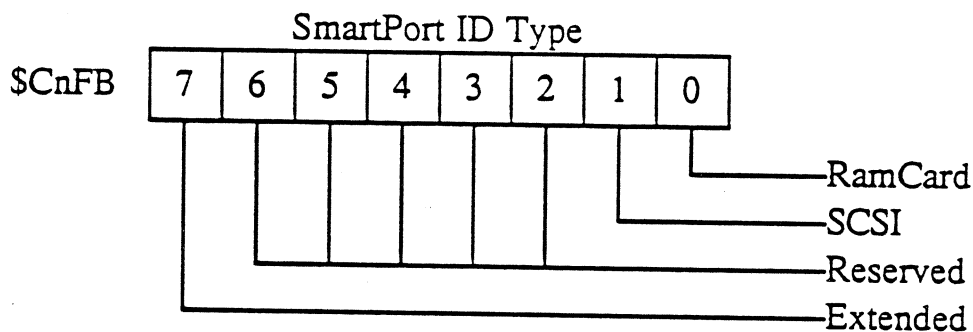 SmartPort ID Type
$CnFB 7 6 5 4 3 2 1 0
RamCard
SCSI
Reserved
Extended